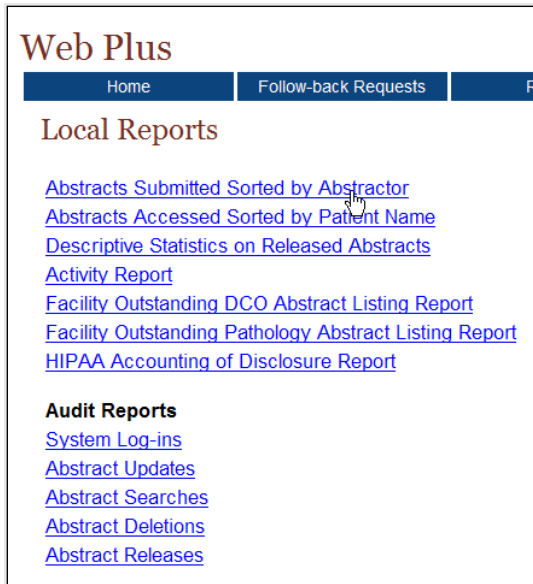 Web Plus
Home Follow-back Requests
Local Reports
Abstracts Submitted Sorted by Abstractor
Abstracts Accessed Sorted by Patient Name
Descriptive Statistics on Released Abstracts
Activity Report
Facility Outstanding DCO Abstract Listing Report
Facility Outstanding Pathology Abstract Listing Report
HIPAA Accounting of Disclosure Report
Audit Reports
System Log-ins
Abstract Updates
Abstract Searches
Abstract Deletions
Abstract Releases